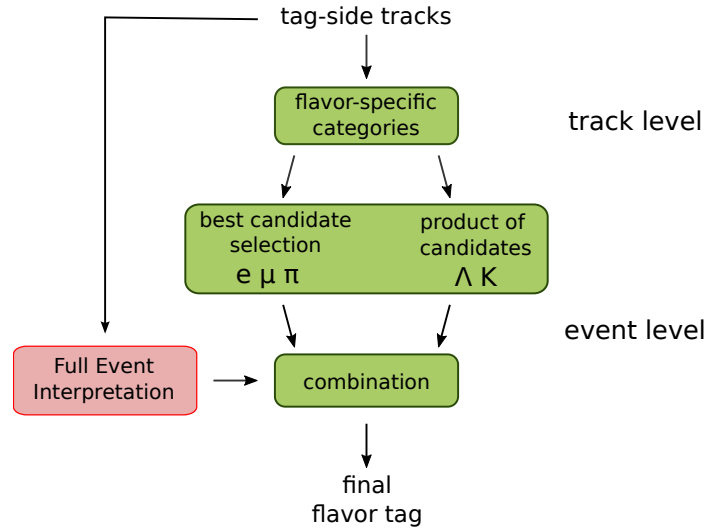 tag-side tracks
flavor-specific
categories
track level
best candidate
selection
e μ π
product of
candidates
Λ K
event level
Full Event
Interpretation
combination
final
flavor tag